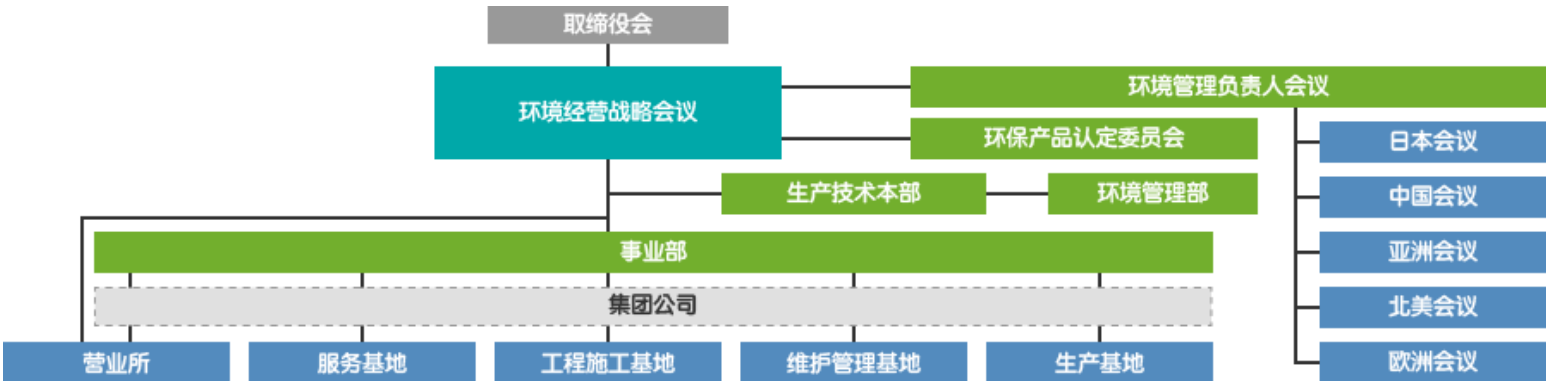 取缔役会
环境经营战略会议
环境管理负责人会议
环保产品认定委员会
日本会议
生产技术本部
环境管理部
中国会议
事业部
亚洲会议
集团公司
北美会议
营业所
服务基地
工程施工基地
维护管理基地
生产基地
欧洲会议